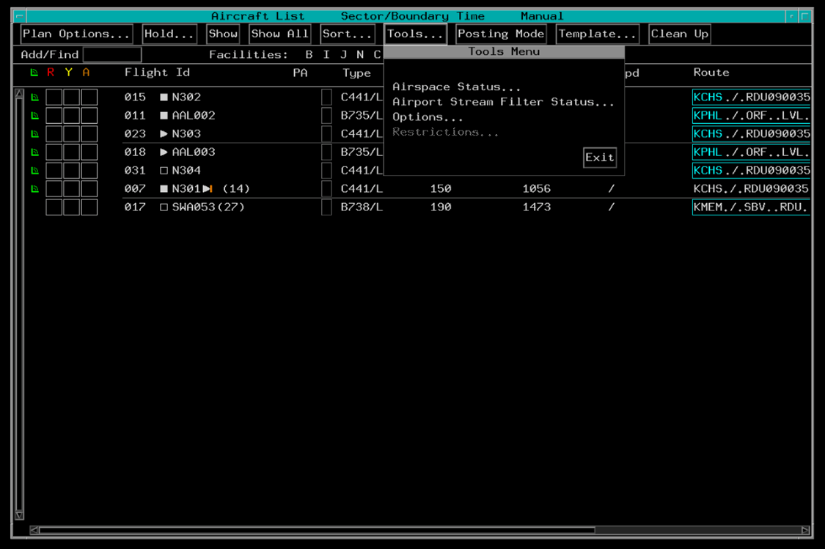 Aircraft List Sector/Boundary Time Manual
Plan Options... Hold... Show Show All Sort... Tools... Posting Mode Template... Clean Up
Add/Find Facilities: B I J N C Tools Menu
R Y A Flight Id PA Type pd Route
Airspace Status...
Airport Stream Filter Status...
Options...
Restrictions...
Exit
015 N302 C441/L KCHS./.RDU090035
011 AAL002 B735/L KPHL./.ORF..LVL.
023 N303 C441/L KCHS./.RDU090035
018 AAL003 B735/L KPHL./.ORF..LVL.
031 N304 C441/L KCHS./.RDU090035
007 N301 (14) C441/L 150 1056 / KCHS./.RDU090035
017 SWA053(27) B738/L 190 1473 / KMEM./.SBV..RDU.